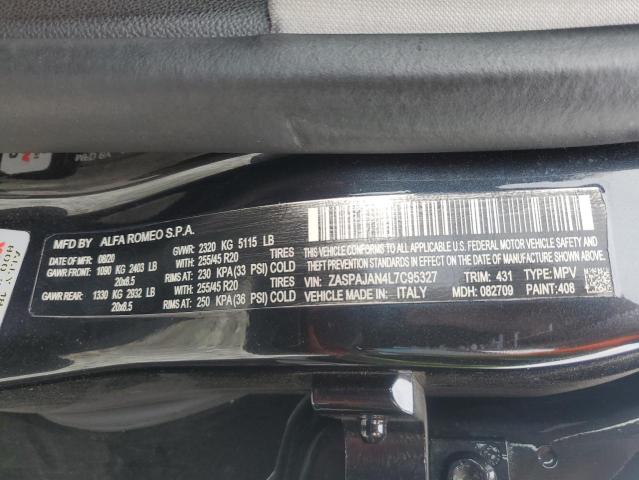 MFD BY ALFA ROMEO S.P.A.
DATE OF MFR 08/20 GVWR: 2320 KG 5115 LB
GAWR FRONT: 1090 KG 2403 LB WITH: 255/45 R20 TIRES
20x8.5 RIMS AT: 230 KPA(33 PSI) COLD
GAWR REAR: 1330 KG 2932 LB WITH: 255/45 R20 TIRES
20x8.5 RIMS AT: 250 KPA(36 PSI) COLD
THIS VEHICLE CONFORMS TO ALL APPLICABLE U.S.
FEDERAL MOTOR VEHICLE SAFETY, BUMPER, AND
THEFT PREVENTION STANDARDS IN EFFECT ON
THE DATE OF MANUFACTURE SHOWN ABOVE.
VIN: ZASPAJAN4L7C95327 TRIM: 431 TYPE: MPV
VEHICLE MADE IN: ITALY MDH: 082709 PAINT: 408